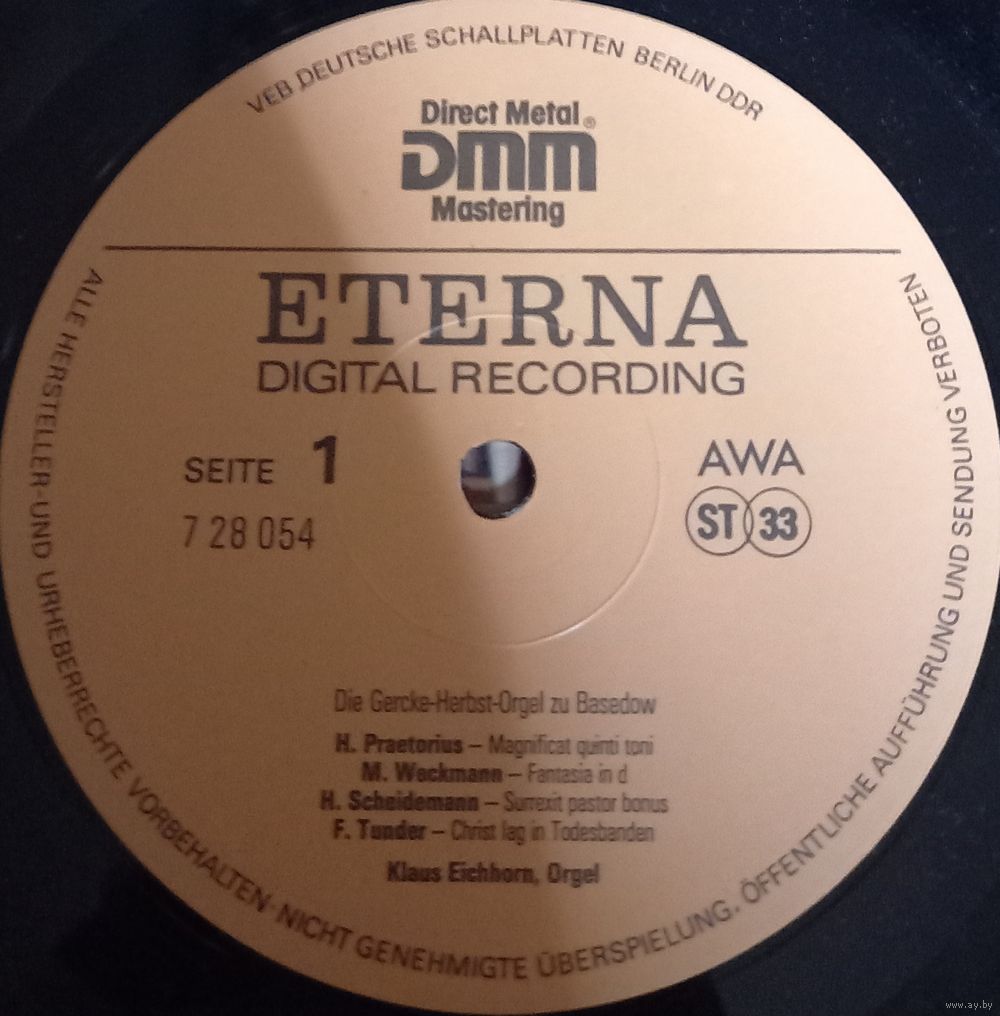 VEB DEUTSCHE SCHALLPLATTEN BERLIN DDR
Direct Metal
DMM®
Mastering
ETERNA
DIGITAL RECORDING
SEITE 1
7 28 054
AWA
ST 33
Die Gercke-Herbst-Orgel zu Basedow
H. Praetorius – Magnificat quinti toni
M. Weckmann – Fantasia in d
H. Scheidemann – Surrexit pastor bonus
F. Tunder – Christ lag in Todesbanden
Klaus Eichhorn, Orgel
ALLE HERSTELLER-UND URHEBERRECHTE VORBEHALTEN· NICHT GENEHMIGTE ÜBERSPIELUNG, ÖFFENTLICHE AUFFÜHRUNG UND SENDUNG VERBOTEN
www.ay.by